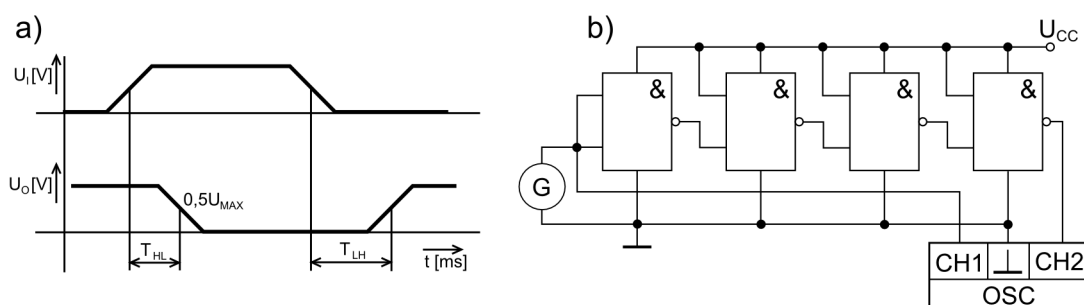 a)
U_I [V]
U_O [V]
0,5U_MAX
T_HL
T_LH
t [ms]
b)
U_CC
& & & &
G
CH1 CH2
OSC